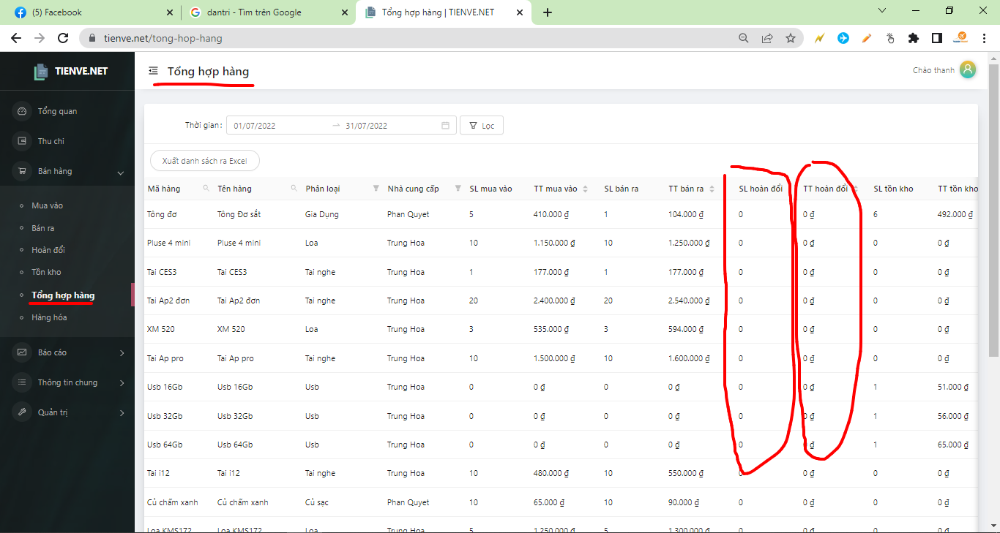 (5) Facebook
dantri - Tìm trên Google
Tổng hợp hàng | TIENVE.NET
tienve.net/tong-hop-hang
TIENVE.NET
Tổng hợp hàng
Chào thanh
Tổng quan
Thu chi
Bán hàng
Mua vào
Bán ra
Hoàn đổi
Tồn kho
Tổng hợp hàng
Hàng hóa
Báo cáo
Thông tin chung
Quản trị
Thời gian: 01/07/2022 31/07/2022 Lọc
Xuất danh sách ra Excel
Mã hàng Tên hàng Phân loại Nhà cung cấp SL mua vào TT mua vào SL bán ra TT bán ra SL hoàn đổi TT hoàn đổi SL tồn kho TT tồn kho
Tông đơ Tông Đơ sắt Gia Dụng Phan Quyet 5 410.000 ₫ 1 104.000 ₫ 0 0 ₫ 6 492.000 ₫
Pluse 4 mini Pluse 4 mini Loa Trung Hoa 10 1.150.000 ₫ 10 1.250.000 ₫ 0 0 ₫ 0 0 ₫
Tai CES3 Tai CES3 Tai nghe Trung Hoa 1 177.000 ₫ 1 177.000 ₫ 0 0 ₫ 0 0 ₫
Tai Ap2 đơn Tai Ap2 đơn Tai nghe Trung Hoa 20 2.400.000 ₫ 20 2.540.000 ₫ 0 0 ₫ 0 0 ₫
XM 520 XM 520 Loa Trung Hoa 3 535.000 ₫ 3 594.000 ₫ 0 0 ₫ 0 0 ₫
Tai Ap pro Tai Ap pro Tai nghe Trung Hoa 10 1.500.000 ₫ 10 1.600.000 ₫ 0 0 ₫ 0 0 ₫
Usb 16Gb Usb 16Gb Usb Trung Hoa 0 0 ₫ 0 0 ₫ 0 0 ₫ 1 51.000 ₫
Usb 32Gb Usb 32Gb Usb Trung Hoa 0 0 ₫ 0 0 ₫ 0 0 ₫ 1 56.000 ₫
Usb 64Gb Usb 64Gb Usb Trung Hoa 0 0 ₫ 0 0 ₫ 0 0 ₫ 1 65.000 ₫
Tai i12 Tai i12 Tai nghe Trung Hoa 10 480.000 ₫ 10 550.000 ₫ 0 0 ₫ 0 0 ₫
Củ chấm xanh Củ chấm xanh Củ sạc Phan Quyet 10 65.000 ₫ 10 90.000 ₫ 0 0 ₫ 0 0 ₫
Loa KMS172 Loa KMS172 Loa Trung Hoa 5 1.250.000 ₫ 5 1.300.000 ₫ 0 0 ₫ 0 0 ₫